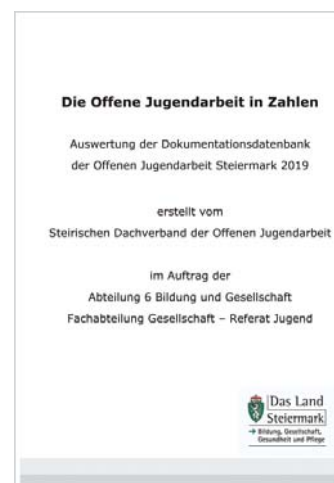 Die Offene Jugendarbeit in Zahlen
Auswertung der Dokumentationsdatenbank
der Offenen Jugendarbeit Steiermark 2019
erstellt vom
Steirischen Dachverband der Offenen Jugendarbeit
im Auftrag der
Abteilung 6 Bildung und Gesellschaft
Fachabteilung Gesellschaft – Referat Jugend
Das Land
Steiermark
→ Bildung, Gesellschaft,
Gesundheit und Pflege